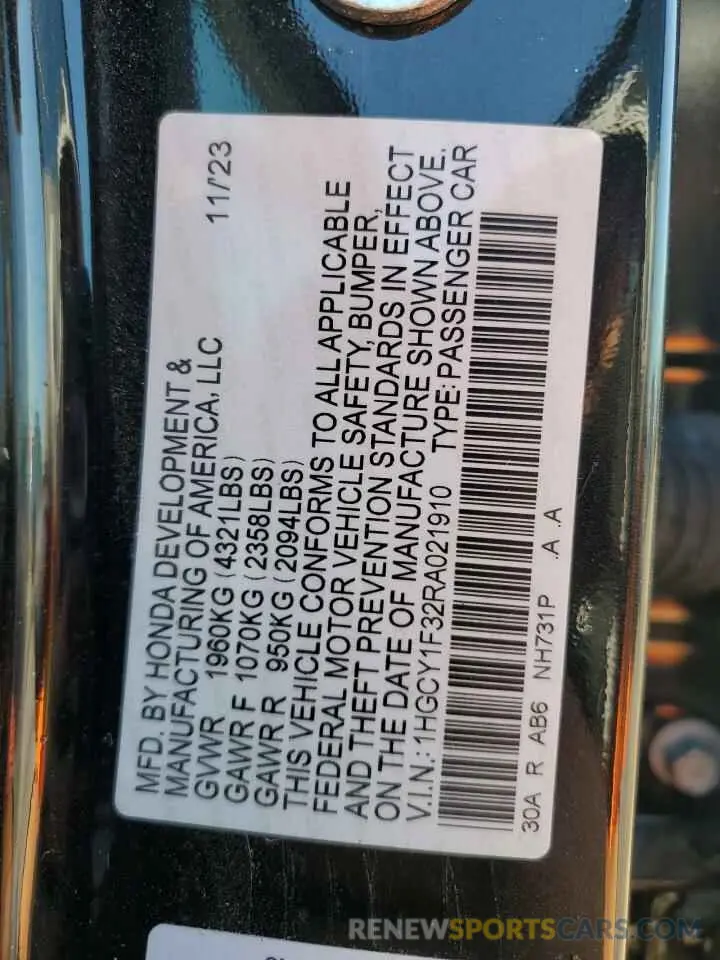 MFD. BY HONDA DEVELOPMENT &
MANUFACTURING OF AMERICA, LLC 11/'23
GVWR 1960KG (4321LBS)
GAWR F 1070KG (2358LBS)
GAWR R 950KG (2094LBS)
THIS VEHICLE CONFORMS TO ALL APPLICABLE
FEDERAL MOTOR VEHICLE SAFETY, BUMPER,
AND THEFT PREVENTION STANDARDS IN EFFECT
ON THE DATE OF MANUFACTURE SHOWN ABOVE.
V.I.N.: 1HGCY1F32RA021910 TYPE: PASSENGER CAR
30A R AB6 NH731P .A .A
RENEWSPORTSCARS.COM